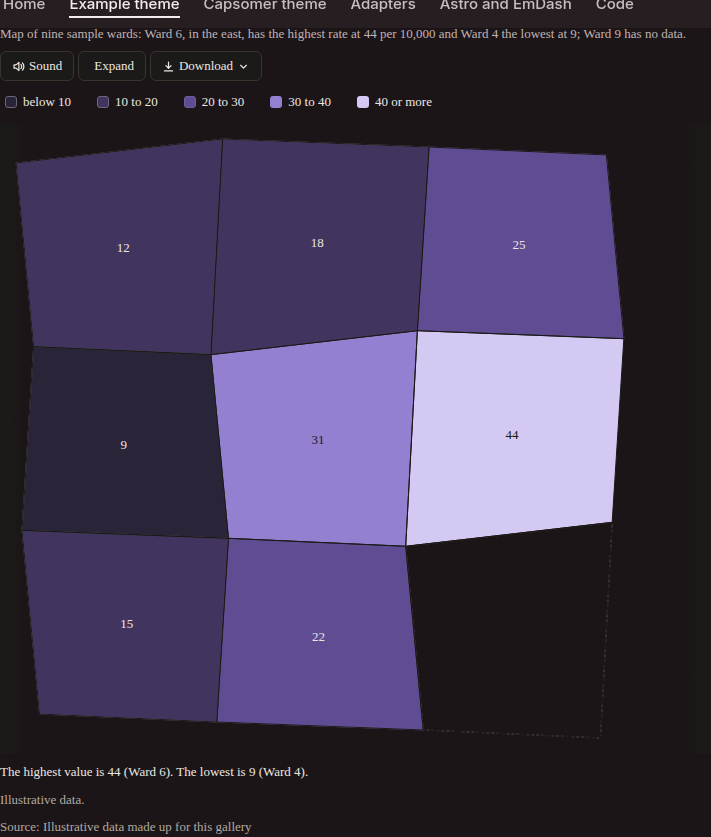 Home Example theme Capsomer theme Adapters Astro and EmDash Code
Map of nine sample wards: Ward 6, in the east, has the highest rate at 44 per 10,000 and Ward 4 the lowest at 9; Ward 9 has no data.
Sound Expand Download
below 10 10 to 20 20 to 30 30 to 40 40 or more
12 18 25
9 31 44
15 22
The highest value is 44 (Ward 6). The lowest is 9 (Ward 4).
Illustrative data.
Source: Illustrative data made up for this gallery